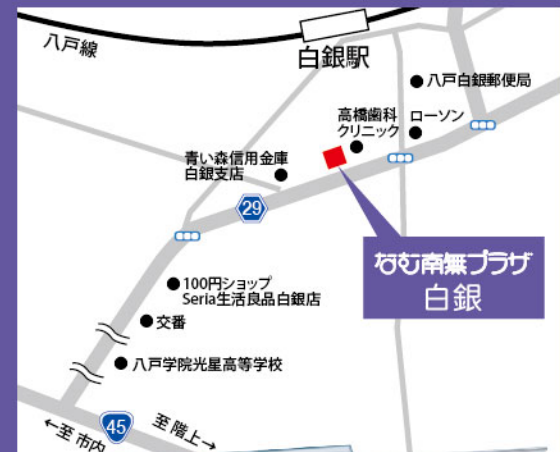 八戸線
白銀駅
八戸白銀郵便局
高橋歯科
クリニック
ローソン
青い森信用金庫
白銀支店
29
なむ南無プラザ
白銀
100円ショップ
Seria生活良品白銀店
交番
八戸学院光星高等学校
45
←至 市内
至 階上→